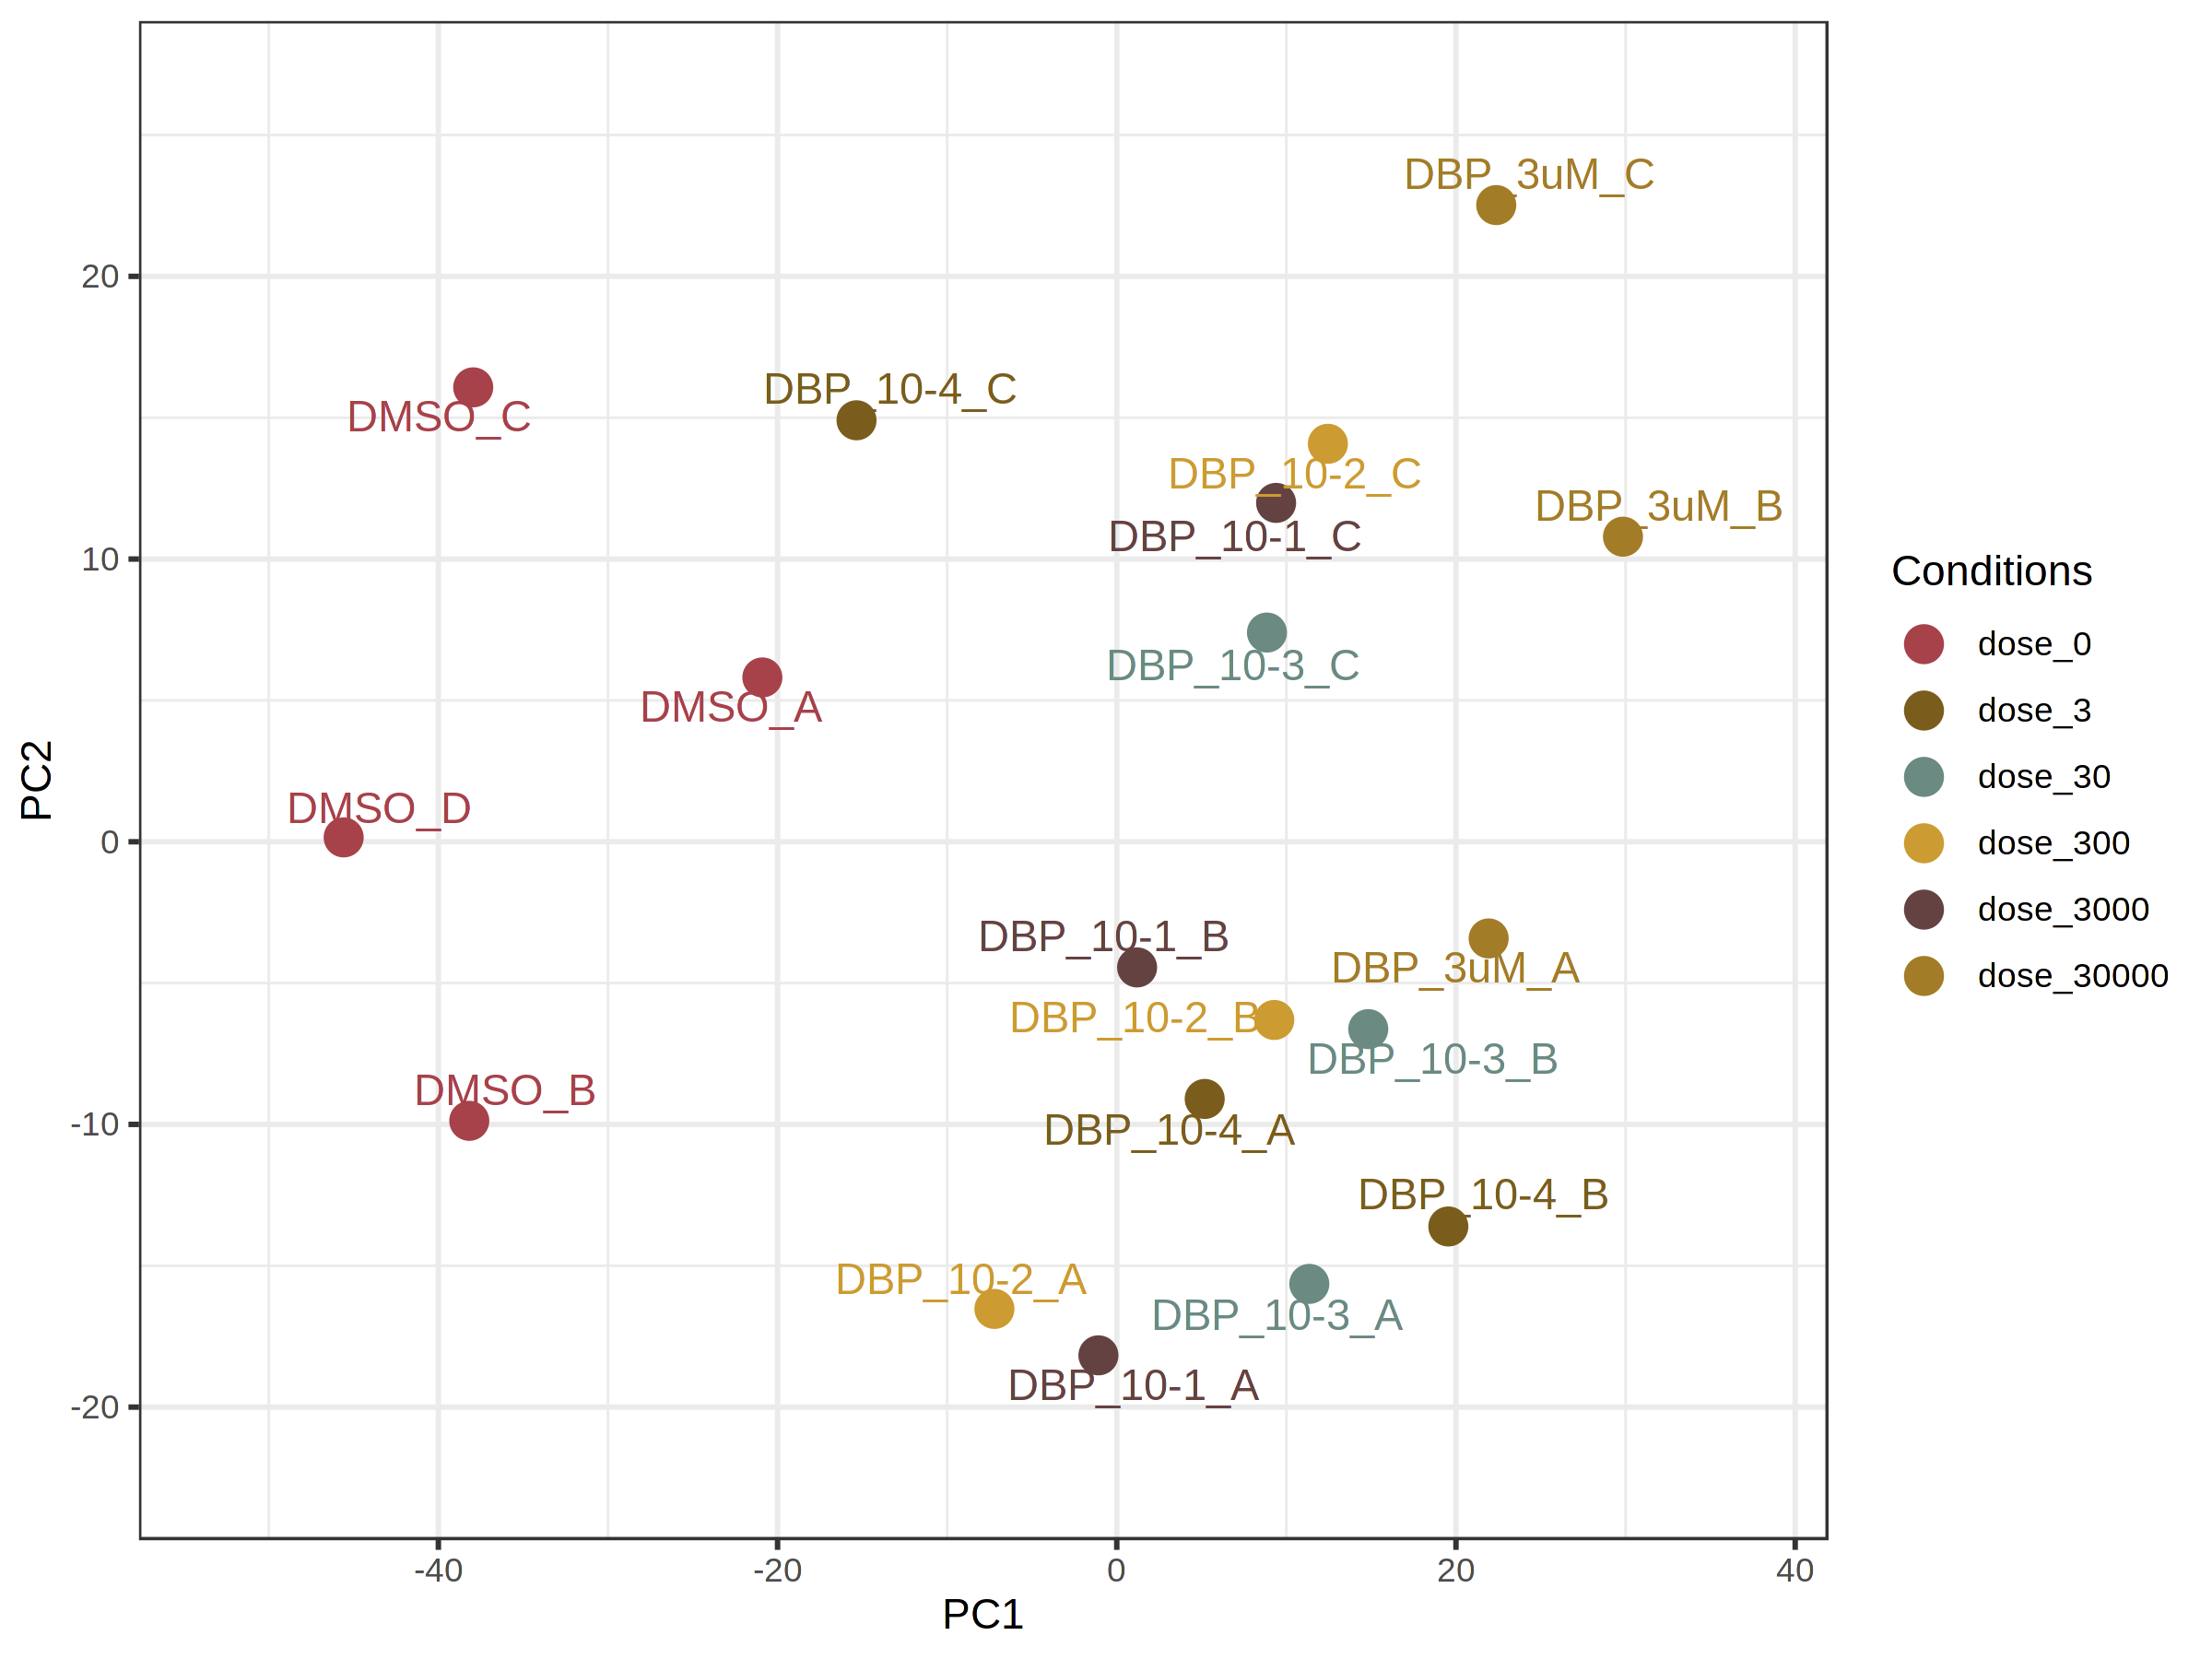 DBP_3uM_C
20
DMSO_C
DBP_10-4_C
DBP_10-2_C
DBP_3uM_B
DBP_10-1_C
10
DBP_10-3_C
DMSO_A
PC2
DMSO_D
0
DBP_10-1_B
DBP_3uM_A
DBP_10-2_B
DBP_10-3_B
DMSO_B
DBP_10-4_A
-10
DBP_10-4_B
DBP_10-2_A
DBP_10-3_A
DBP_10-1_A
-20
-40 -20 0 20 40
PC1
Conditions
dose_0
dose_3
dose_30
dose_300
dose_3000
dose_30000